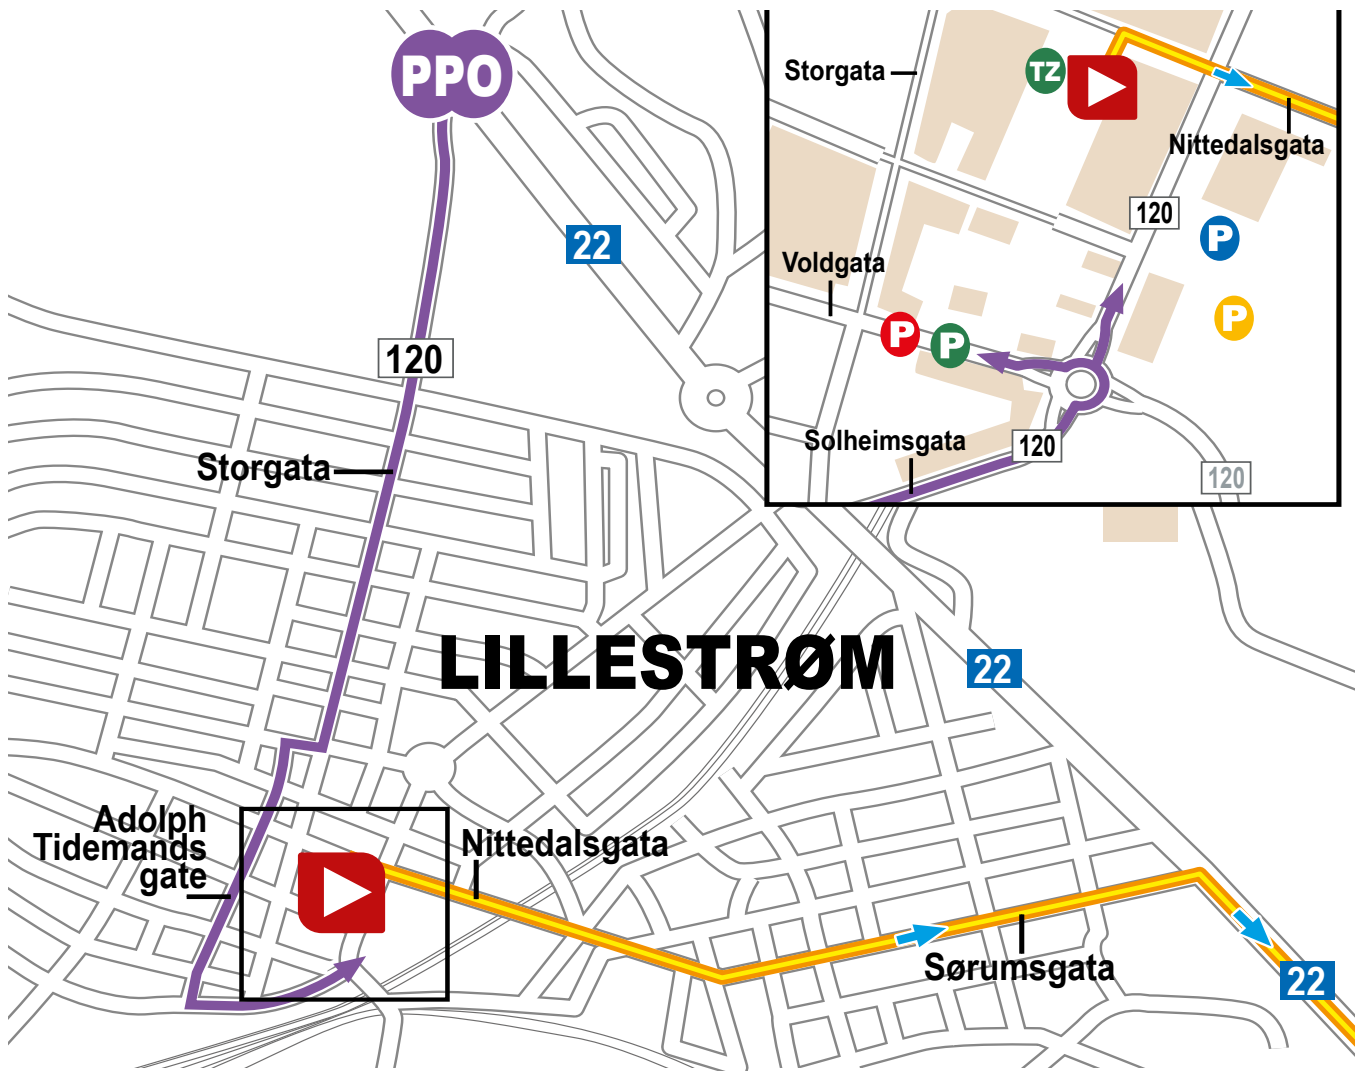 PPO
22
120
Storgata
LILLESTRØM
22
Adolph
Tidemands
gate
Nittedalsgata
Sørumsgata
22
Storgata
TZ
Nittedalsgata
120
P
Voldgata
P
P
P
Solheimsgata
120
120